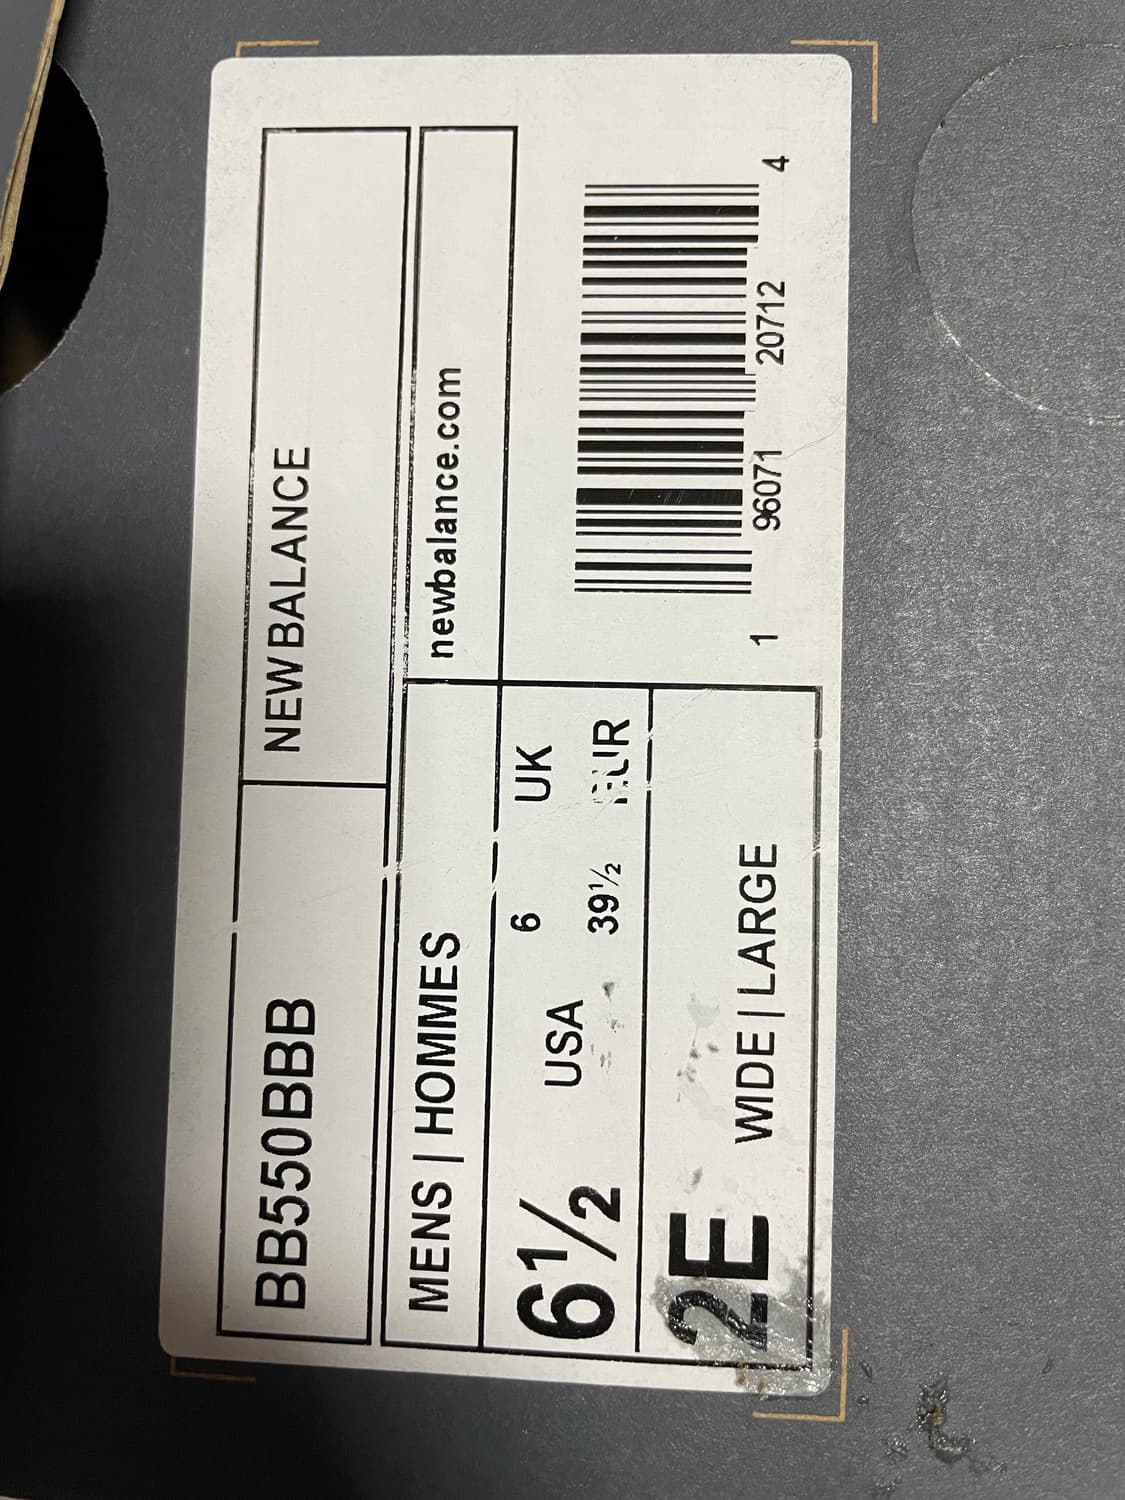 BB550BBB
NEW BALANCE
MENS | HOMMES
newbalance.com
6½ USA
6 UK
39½ EUR
2E WIDE | LARGE
1 96071 20712 4